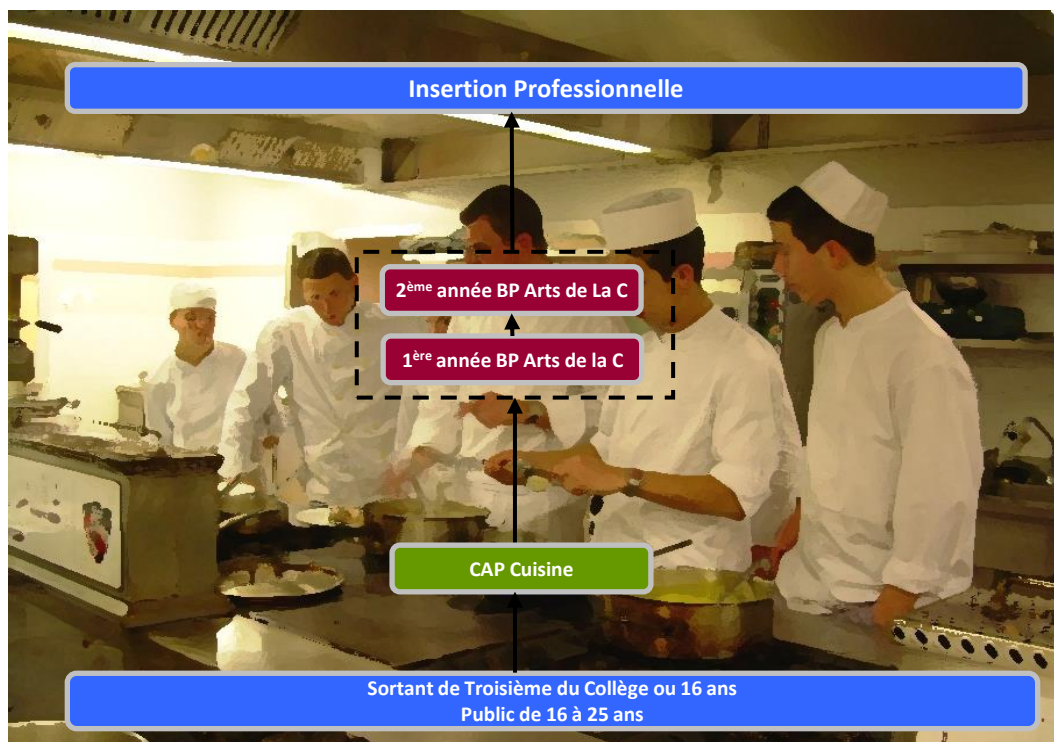 Insertion Professionnelle
2ème année BP Arts de La C
1ère année BP Arts de la C
CAP Cuisine
Sortant de Troisième du Collège ou 16 ans
Public de 16 à 25 ans